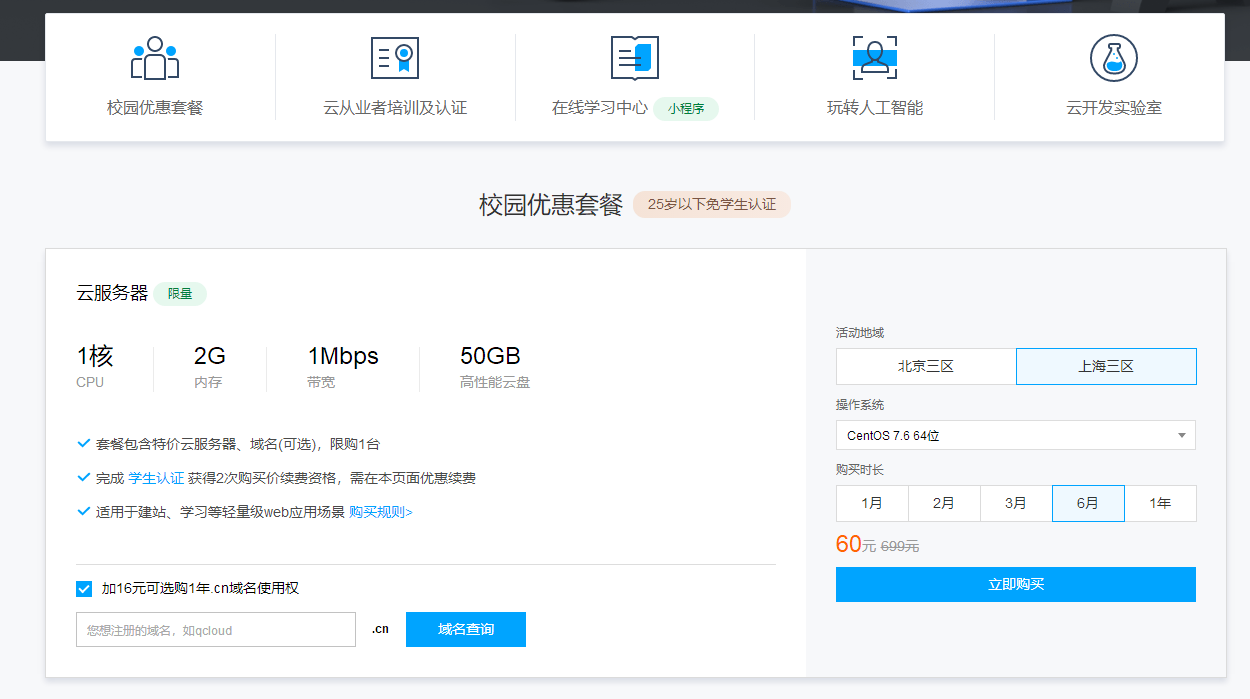 校园优惠套餐
云从业者培训及认证
在线学习中心 小程序
玩转人工智能
云开发实验室
校园优惠套餐 25岁以下免学生认证
云服务器 限量
1核 2G 1Mbps 50GB
CPU 内存 带宽 高性能云盘
套餐包含特价云服务器、域名(可选)，限购1台
完成 学生认证 获得2次购买价续费资格，需在本页面优惠续费
适用于建站、学习等轻量级web应用场景 购买规则>
加16元可选购1年.cn域名使用权
您想注册的域名，如qcloud .cn 域名查询
活动地域
北京三区 上海三区
操作系统
CentOS 7.6 64位
购买时长
1月 2月 3月 6月 1年
60元 699元
立即购买